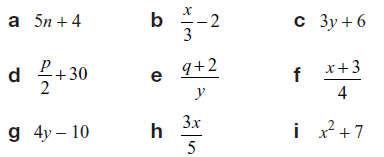 a 5n + 4 b x/3 − 2 c 3y + 6
d p/2 + 30 e (q + 2)/y f (x + 3)/4
g 4y − 10 h 3x/5 i x² + 7